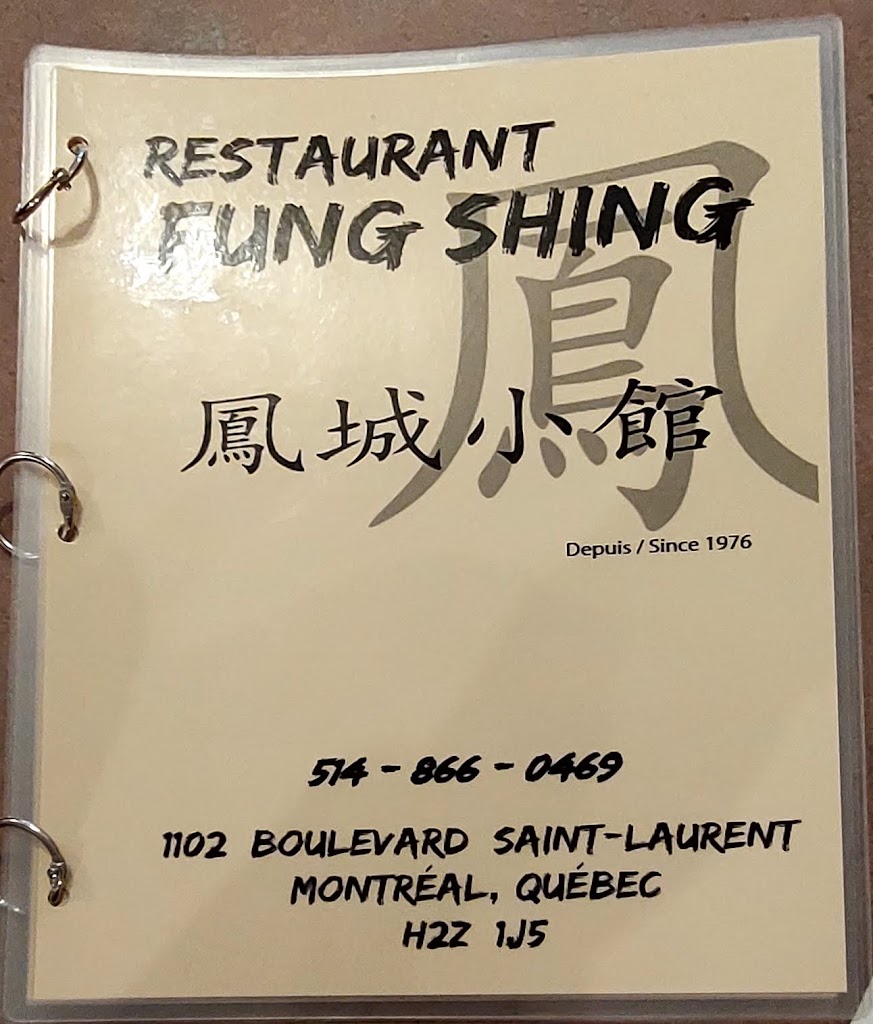 RESTAURANT
FUNG SHING
鳳
鳳城小館
Depuis / Since 1976
514 - 866 - 0469
1102 BOULEVARD SAINT-LAURENT
MONTRÉAL, QUÉBEC
H2Z 1J5